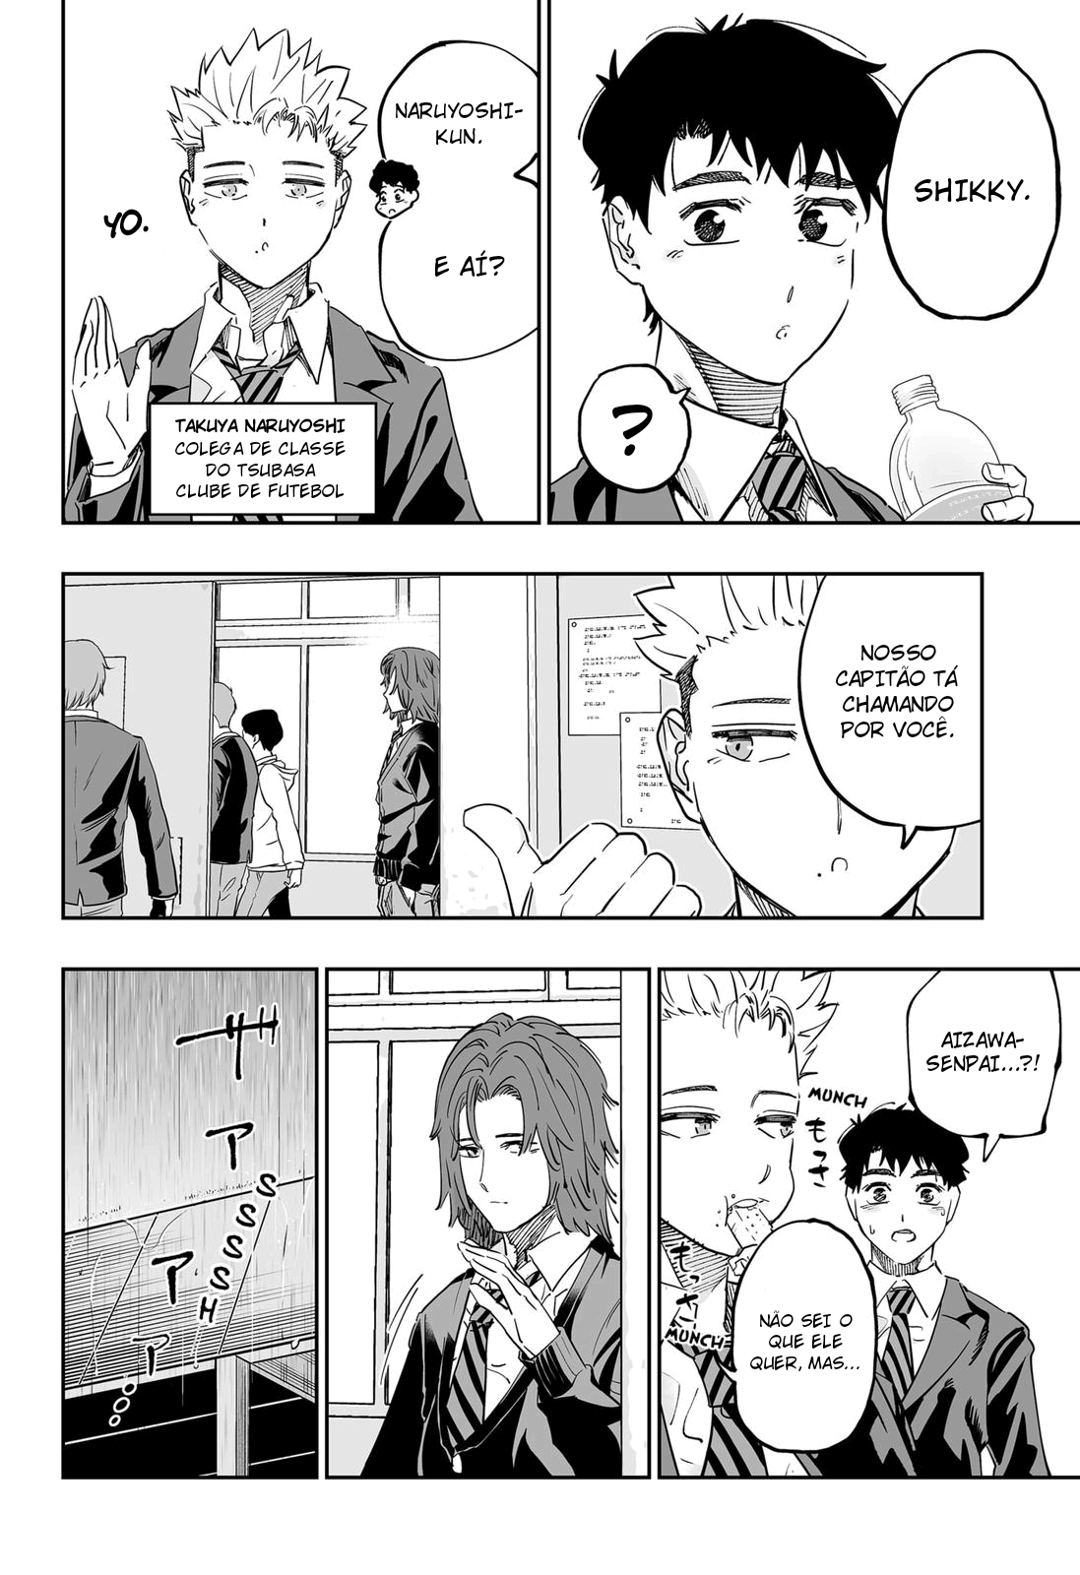 SHIKKY.
?
NARUYOSHI-
KUN.
E AÍ?
YO.
TAKUYA NARUYOSHI
COLEGA DE CLASSE
DO TSUBASA
CLUBE DE FUTEBOL
NOSSO
CAPITÃO TÁ
CHAMANDO
POR VOCÊ.
AIZAWA-
SENPAI...?!
MUNCH
もっさ
もっさ
MUNCH
NÃO SEI O
QUE ELE
QUER, MAS...
ザアアア
SSSSH